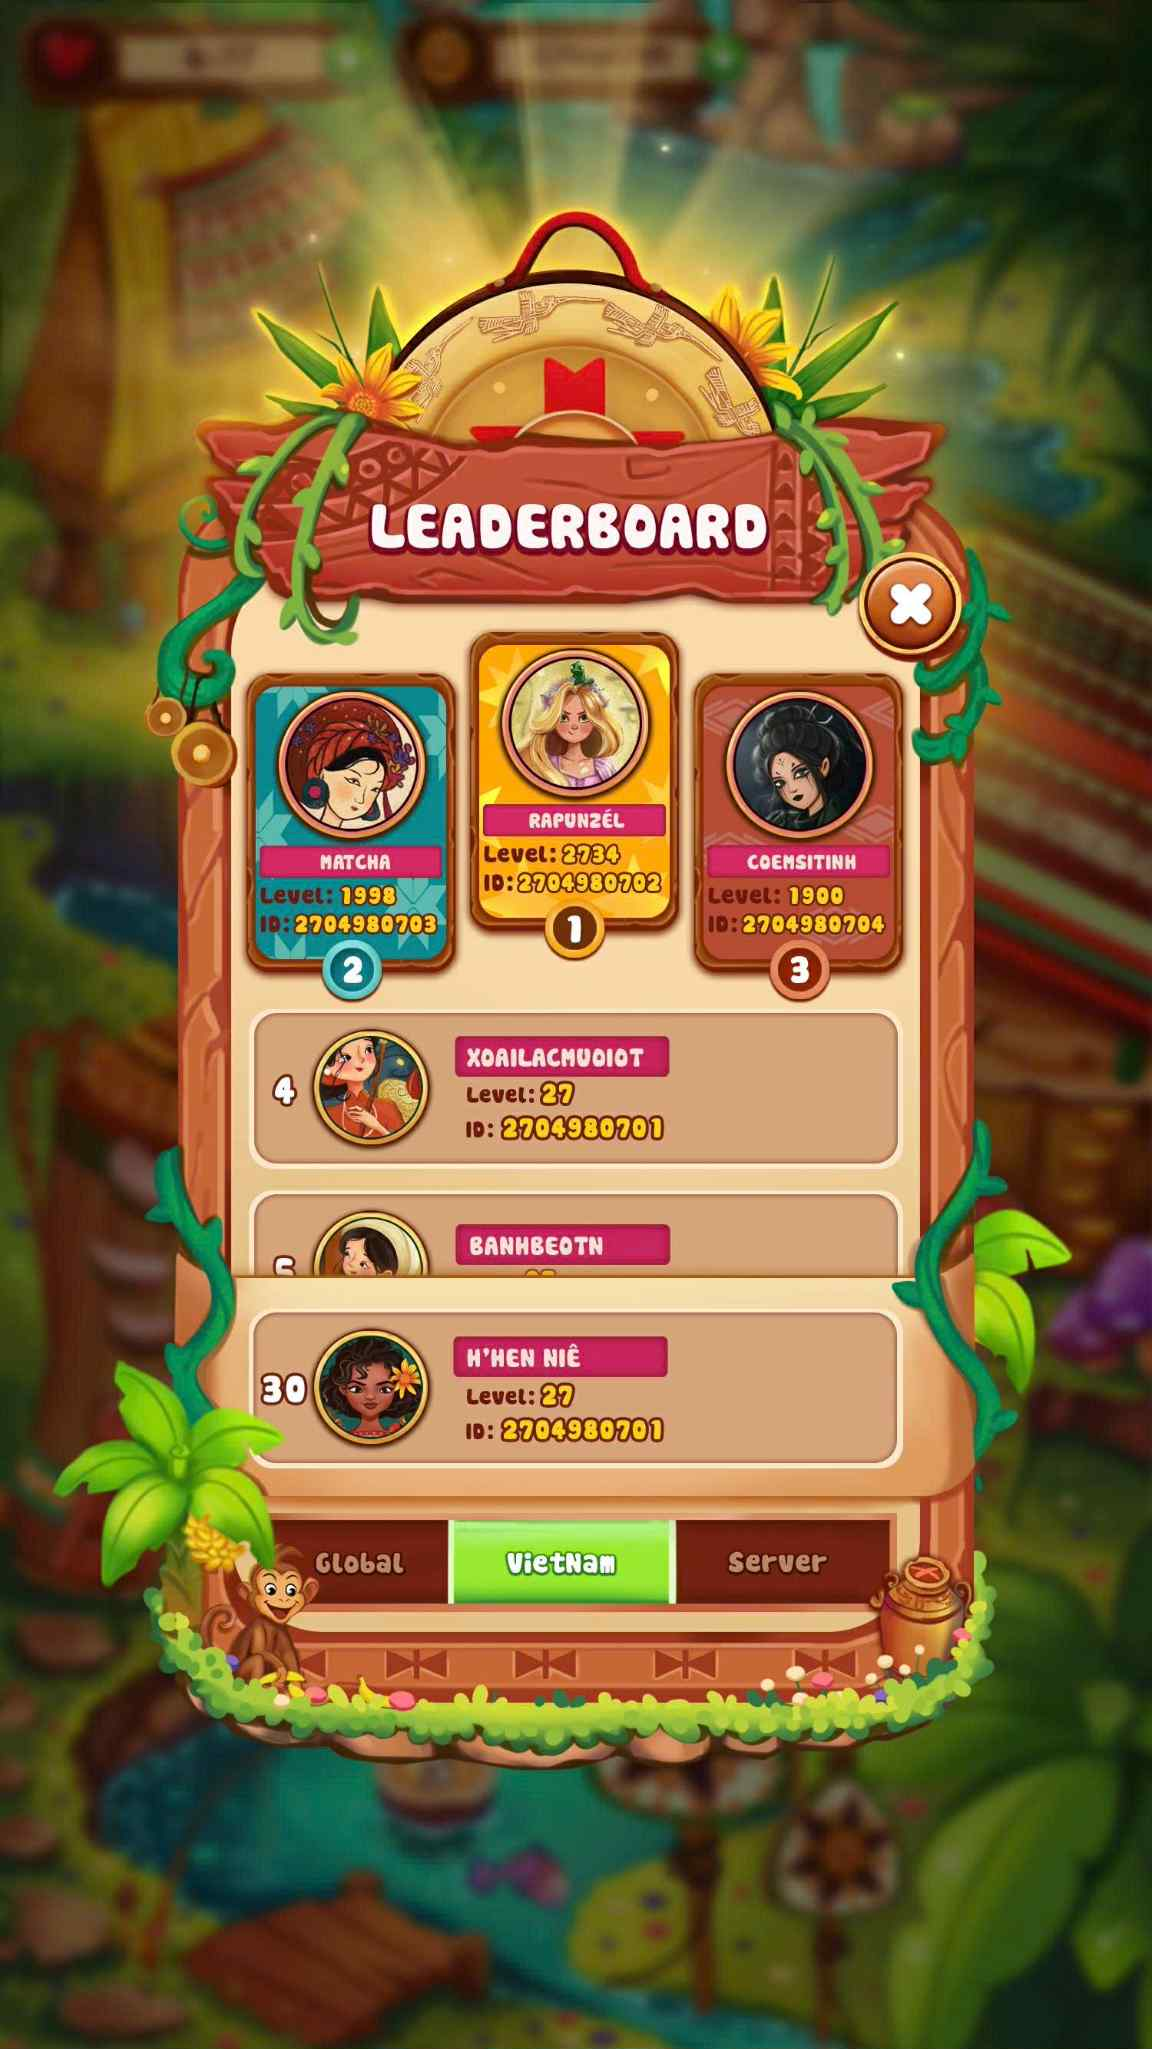 LEADERBOARD
RAPUNZÉL
Level: 2734
ID: 2704980702
1
MATCHA
Level: 1998
ID: 2704980703
2
COEMSITINH
Level: 1900
ID: 2704980704
3
4
XOAILACMUOIOT
Level: 27
ID: 2704980701
5
BANHBEOTN
30
H'HEN NIÊ
Level: 27
ID: 2704980701
Global
VietNam
Server